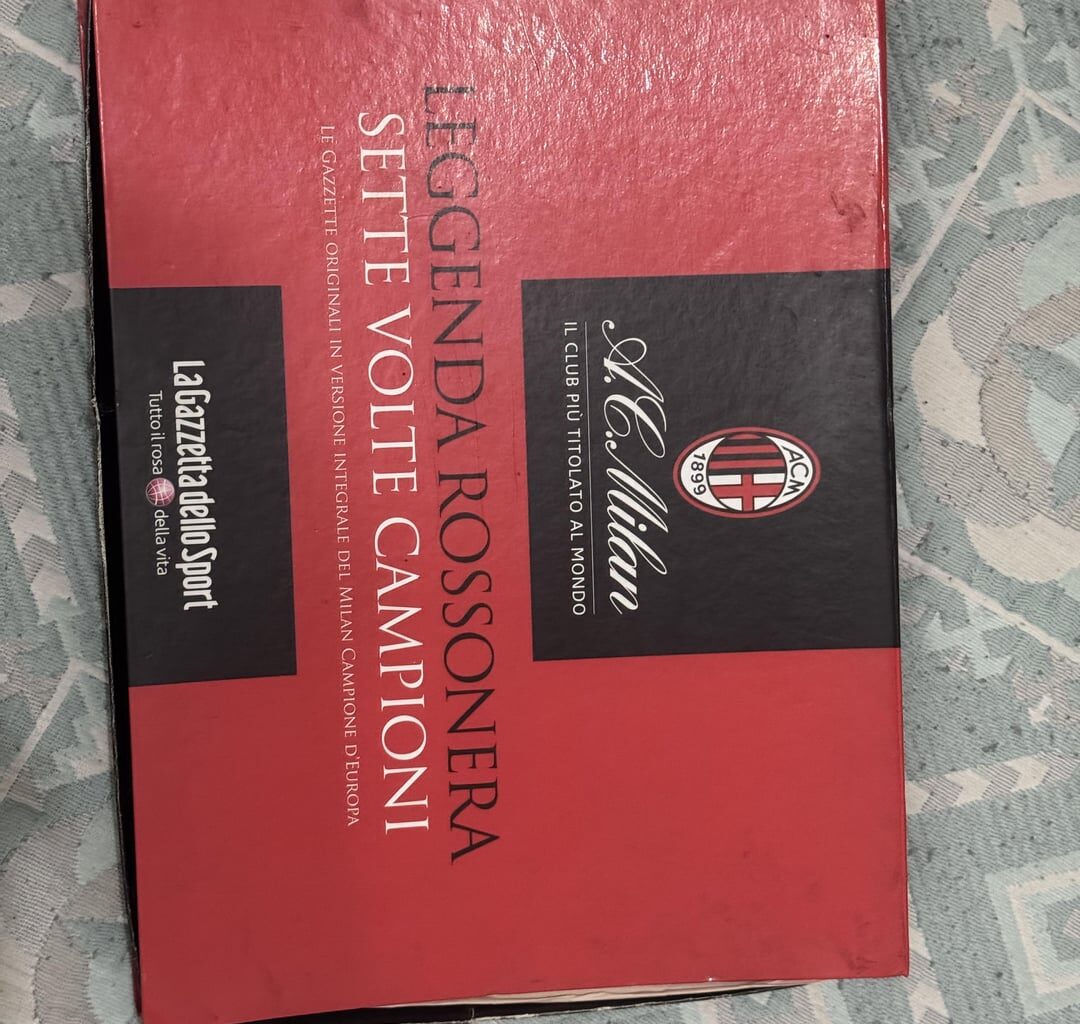 ACM
1899
A.C. Milan
IL CLUB PIÙ TITOLATO AL MONDO
LEGGENDA ROSSONERA
SETTE VOLTE CAMPIONI
LE GAZZETTE ORIGINALI IN VERSIONE INTEGRALE DEL MILAN CAMPIONE D'EUROPA
La Gazzetta dello Sport
Tutto il rosa della vita